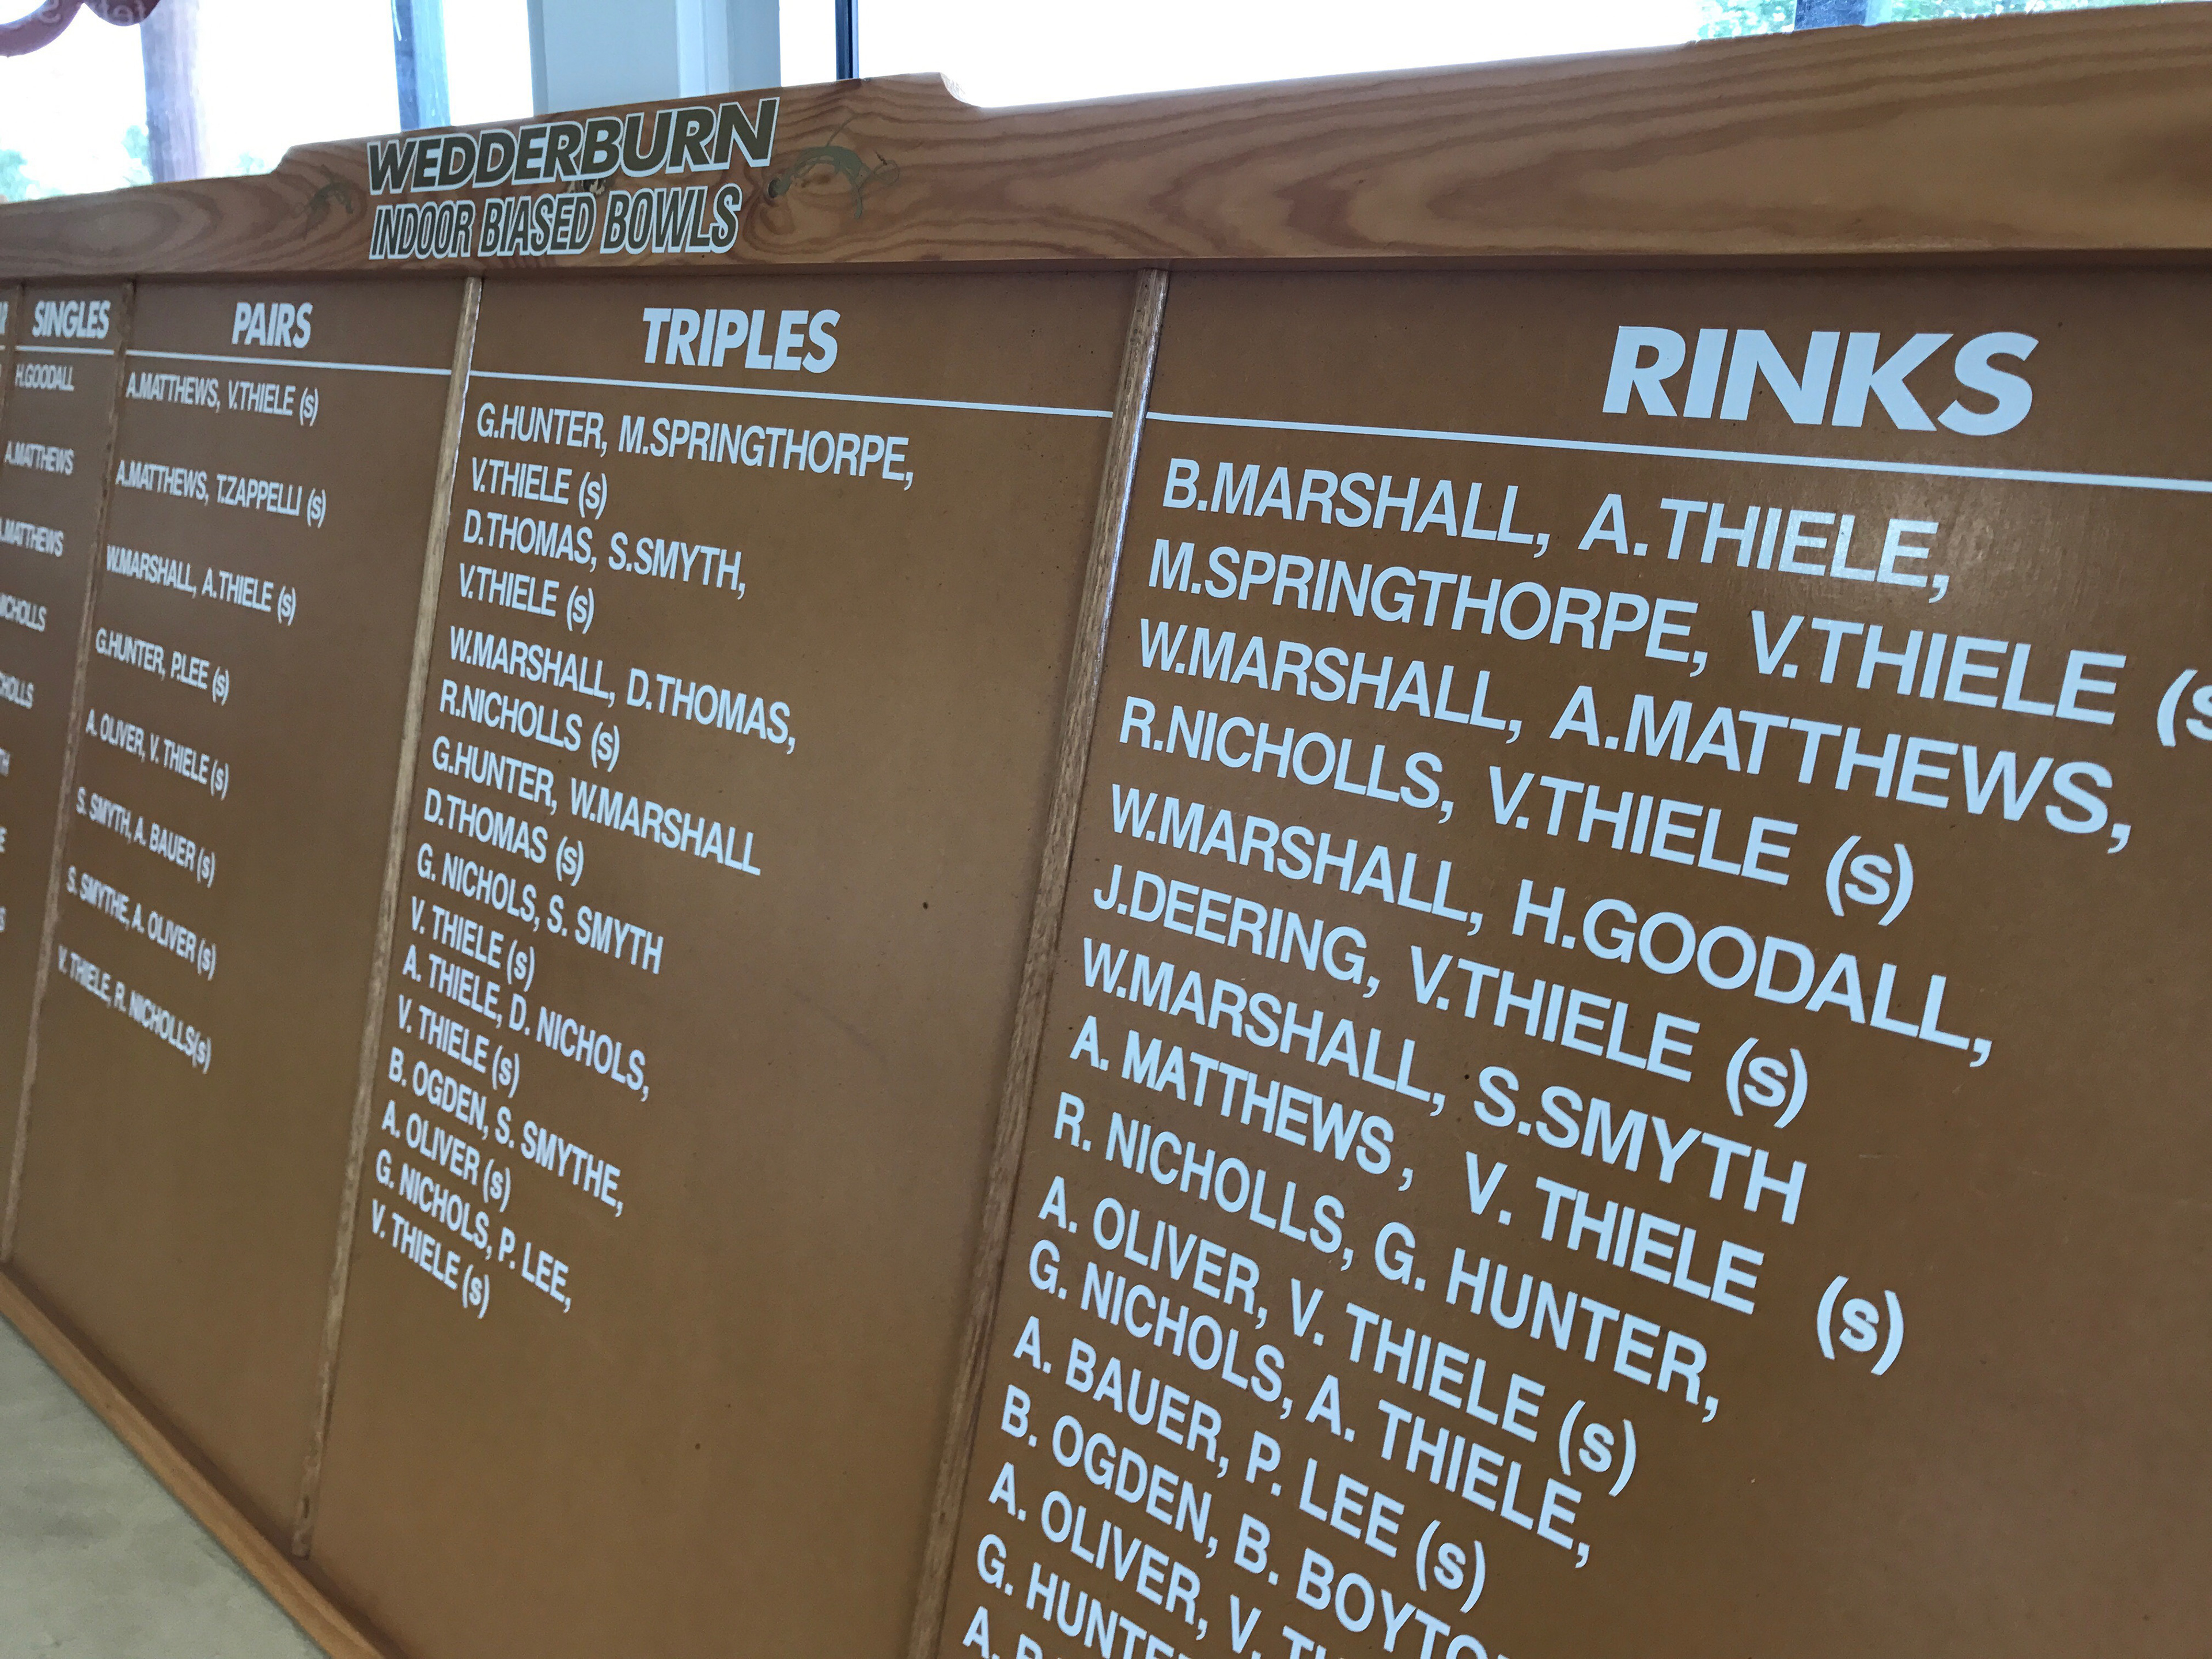 WEDDERBURN
INDOOR BIASED BOWLS
SINGLES
H.GOODALL
A.MATTHEWS
A.MATTHEWS
PAIRS
A.MATTHEWS, V.THIELE (s)
A.MATTHEWS, T.ZAPPELLI (s)
W.MARSHALL, A.THIELE (s)
G.HUNTER, P.LEE (s)
A. OLIVER, V. THIELE (s)
S. SMYTH, A. BAUER (s)
S. SMYTHE, A. OLIVER (s)
V. THIELE, R. NICHOLLS(s)
TRIPLES
G.HUNTER, M.SPRINGTHORPE,
V.THIELE (s)
D.THOMAS, S.SMYTH,
V.THIELE (s)
W.MARSHALL, D.THOMAS,
R.NICHOLLS (s)
G.HUNTER, W.MARSHALL
D.THOMAS (s)
G. NICHOLS, S. SMYTH
V. THIELE (s)
A. THIELE, D. NICHOLS,
V. THIELE (s)
B. OGDEN, S. SMYTHE,
A. OLIVER (s)
G. NICHOLS, P. LEE,
V. THIELE (s)
RINKS
B.MARSHALL, A.THIELE,
M.SPRINGTHORPE, V.THIELE (s
W.MARSHALL, A.MATTHEWS,
R.NICHOLLS, V.THIELE (s)
W.MARSHALL, H.GOODALL,
J.DEERING, V.THIELE (s)
W.MARSHALL, S.SMYTH
A. MATTHEWS, V. THIELE (s)
R. NICHOLLS, G. HUNTER,
A. OLIVER, V. THIELE (s)
G. NICHOLS, A. THIELE,
A. BAUER, P. LEE (s)
B. OGDEN, B. BOYTO
A. OLIVER, V. TH
G. HUNTE
A.